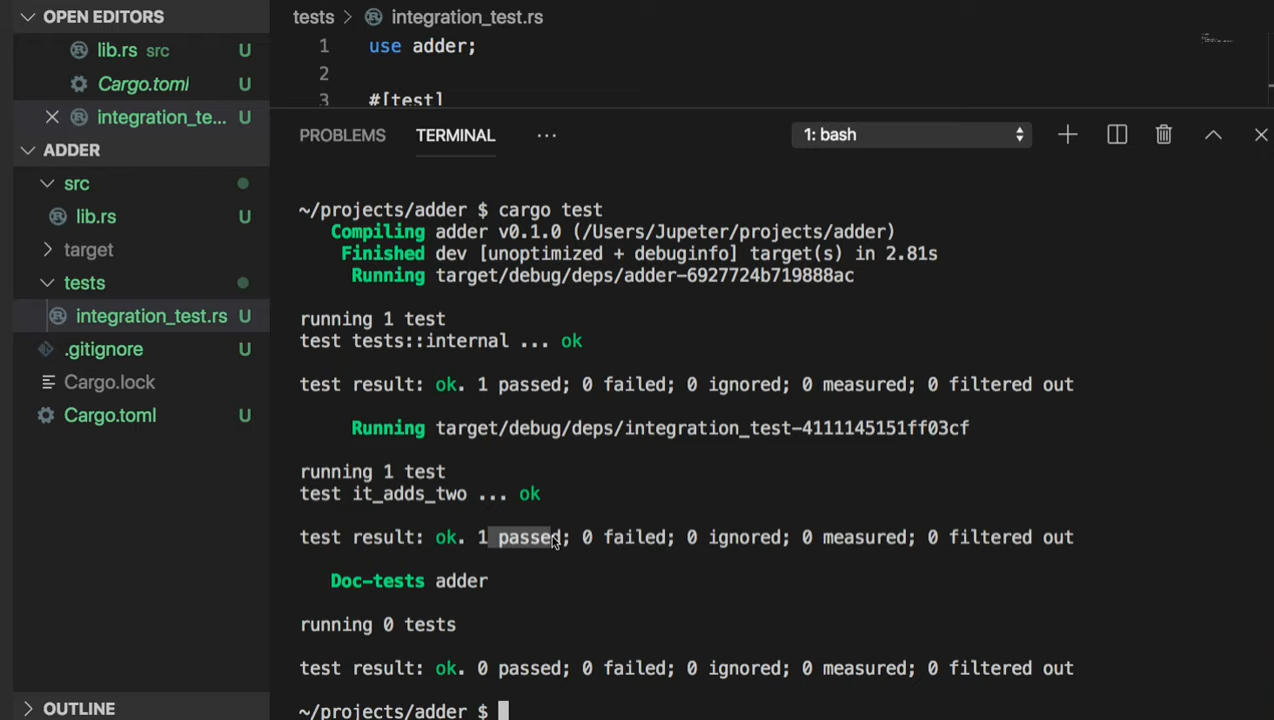 OPEN EDITORS
lib.rs src U
Cargo.toml U
integration_te... U
ADDER
src
lib.rs U
target
tests
integration_test.rs U
.gitignore U
Cargo.lock
Cargo.toml U
OUTLINE
tests > integration_test.rs
1 use adder;
2
3 #[test]
PROBLEMS TERMINAL ... 1: bash
~/projects/adder $ cargo test
Compiling adder v0.1.0 (/Users/Jupeter/projects/adder)
Finished dev [unoptimized + debuginfo] target(s) in 2.81s
Running target/debug/deps/adder-6927724b719888ac
running 1 test
test tests::internal ... ok
test result: ok. 1 passed; 0 failed; 0 ignored; 0 measured; 0 filtered out
Running target/debug/deps/integration_test-4111145151ff03cf
running 1 test
test it_adds_two ... ok
test result: ok. 1 passed; 0 failed; 0 ignored; 0 measured; 0 filtered out
Doc-tests adder
running 0 tests
test result: ok. 0 passed; 0 failed; 0 ignored; 0 measured; 0 filtered out
~/projects/adder $